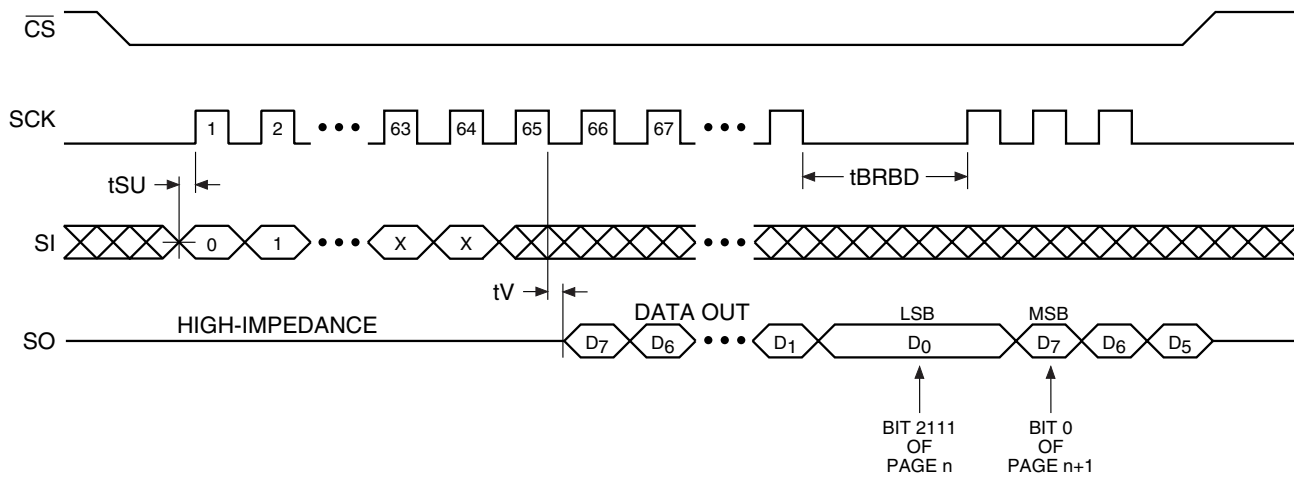 CS
SCK 1 2 63 64 65 66 67
tSU tBRBD
SI 0 1 X X
tV
HIGH-IMPEDANCE DATA OUT LSB MSB
SO D7 D6 D1 D0 D7 D6 D5
BIT 2111 BIT 0
OF OF
PAGE n PAGE n+1